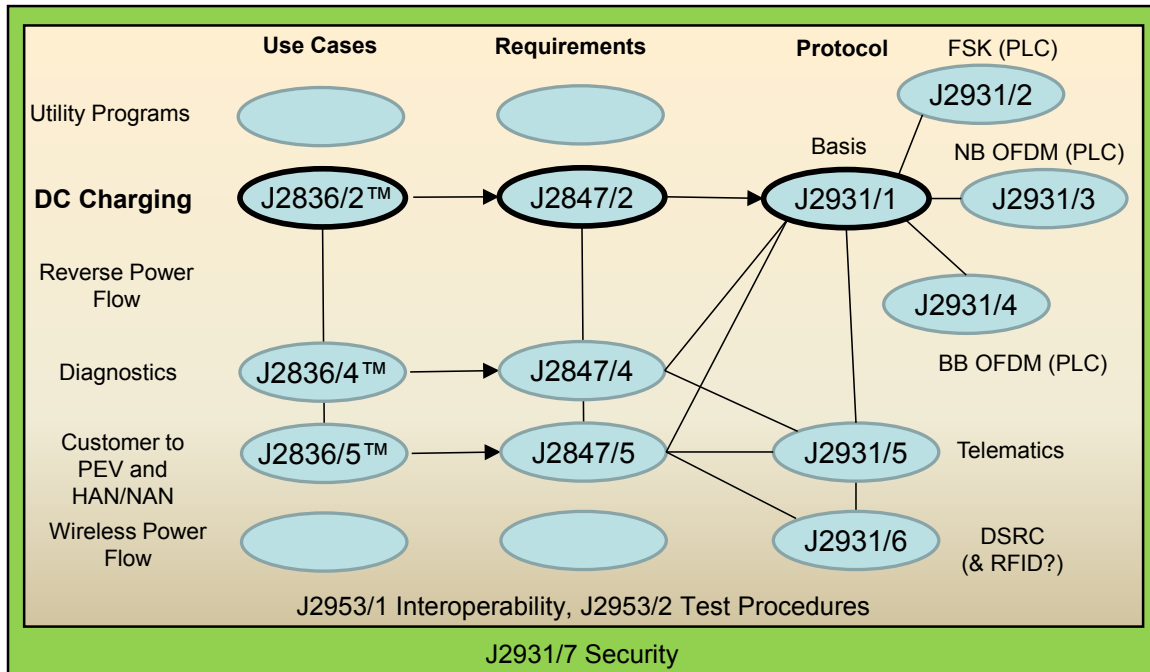 Use Cases
Requirements
Protocol
FSK (PLC)
J2931/2
Utility Programs
Basis
NB OFDM (PLC)
DC Charging
J2836/2™
J2847/2
J2931/1
J2931/3
Reverse Power
Flow
J2931/4
BB OFDM (PLC)
Diagnostics
J2836/4™
J2847/4
Customer to
PEV and
HAN/NAN
J2836/5™
J2847/5
J2931/5
Telematics
Wireless Power
Flow
J2931/6
DSRC
(& RFID?)
J2953/1 Interoperability, J2953/2 Test Procedures
J2931/7 Security